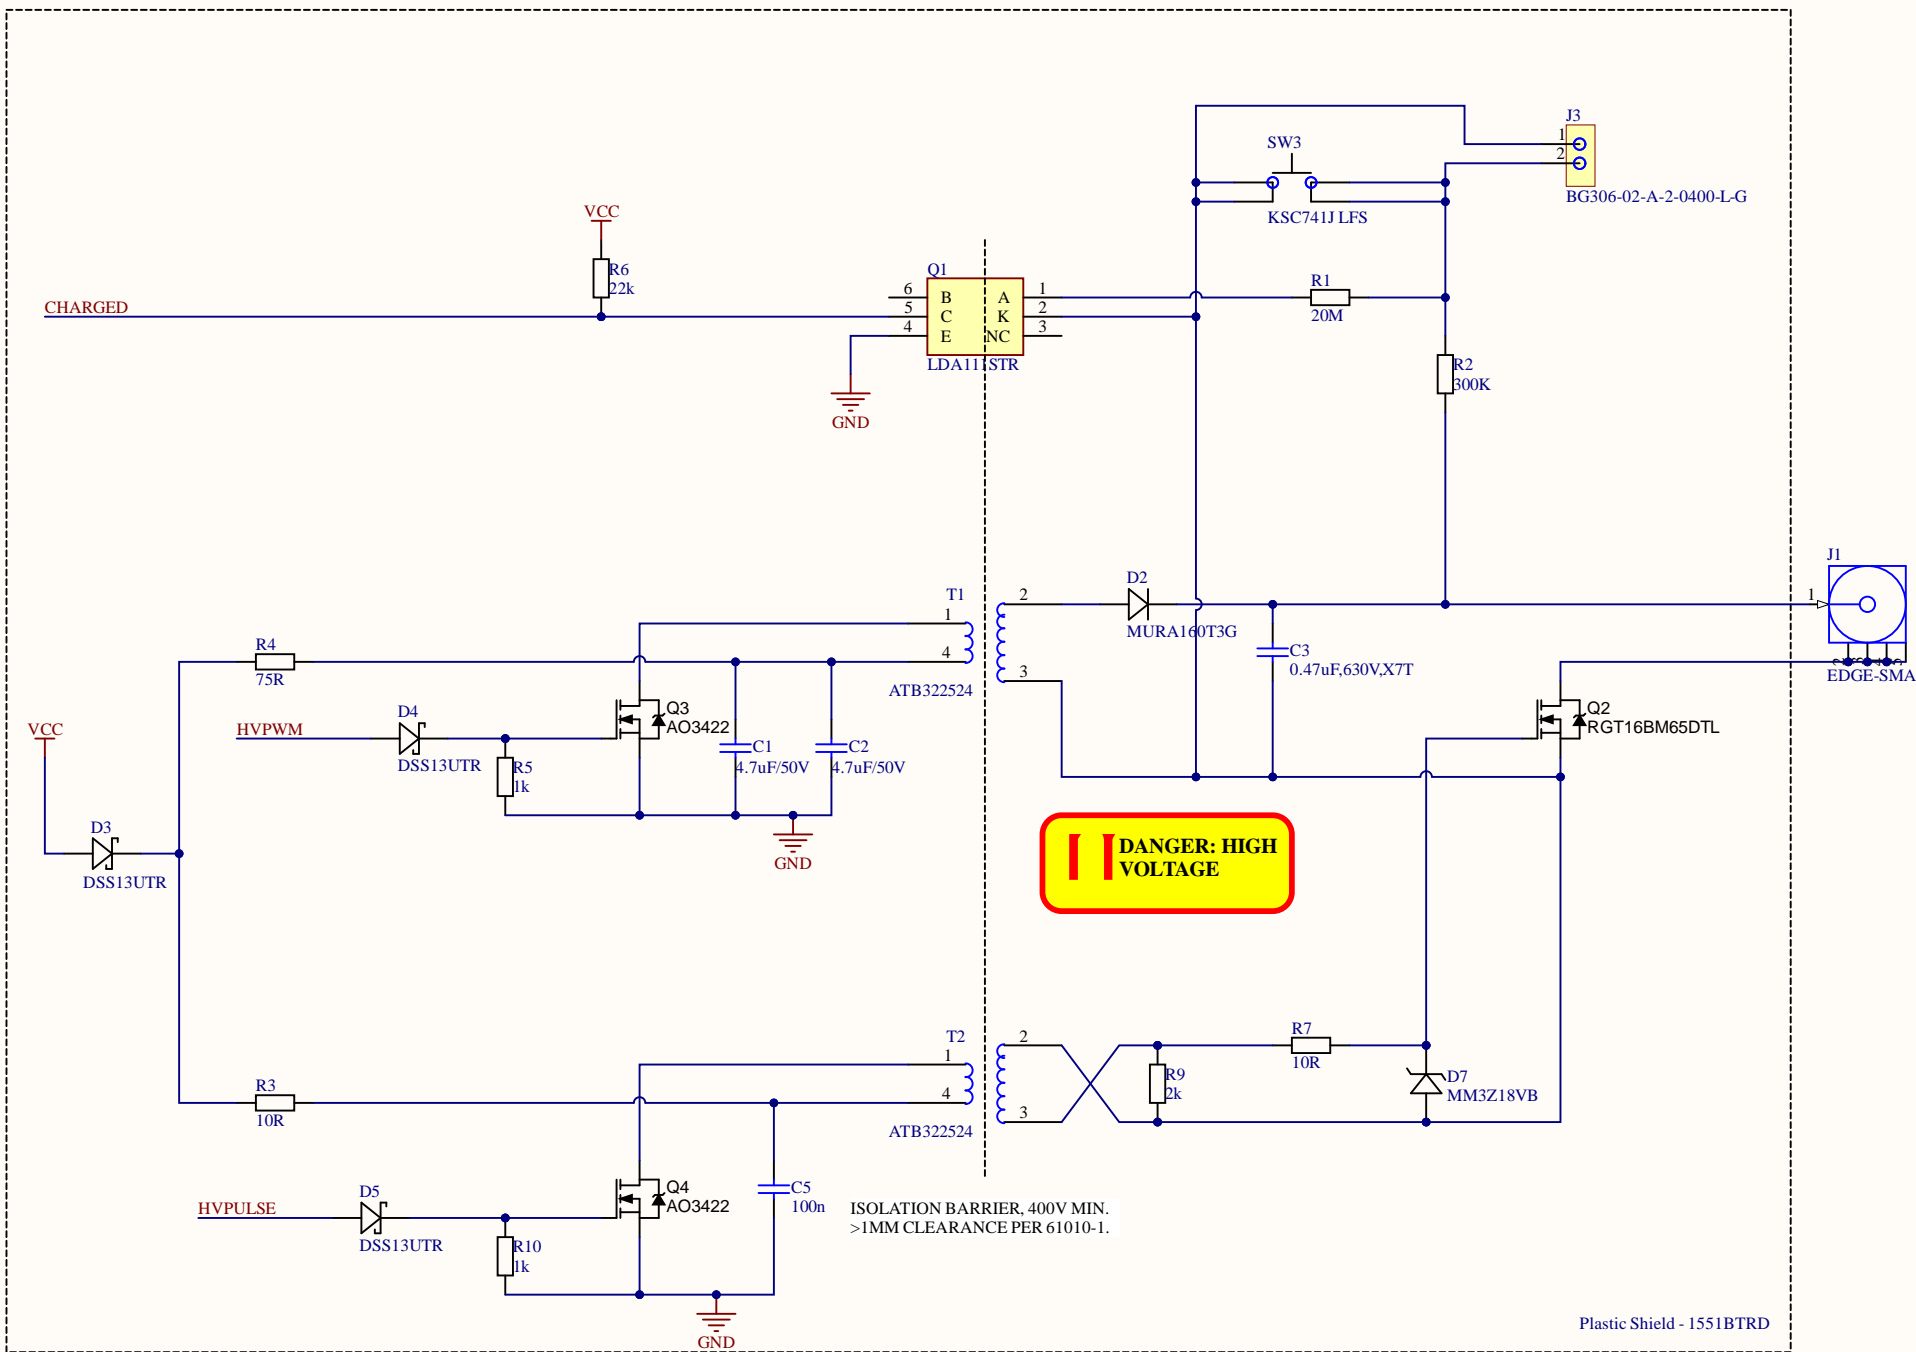 J3
1
2
BG306-02-A-2-0400-L-G
SW3
KSC741J LFS
VCC
R6
22k
CHARGED
Q1
6 B A 1
5 C K 2
4 E NC 3
LDA111STR
GND
R1
20M
R2
300K
J1
1
EDGE-SMA
T1
1
4
2
3
ATB322524
D2
MURA160T3G
C3
0.47uF,630V,X7T
R4
75R
HVPWM
D4
DSS13UTR
R5
1k
Q3
AO3422
C1
4.7uF/50V
C2
4.7uF/50V
GND
VCC
D3
DSS13UTR
Q2
RGT16BM65DTL
DANGER: HIGH
VOLTAGE
T2
1
4
2
3
ATB322524
R3
10R
R9
2k
R7
10R
D7
MM3Z18VB
HVPULSE
D5
DSS13UTR
R10
1k
Q4
AO3422
C5
100n
GND
ISOLATION BARRIER, 400V MIN.
>1MM CLEARANCE PER 61010-1.
Plastic Shield - 1551BTRD